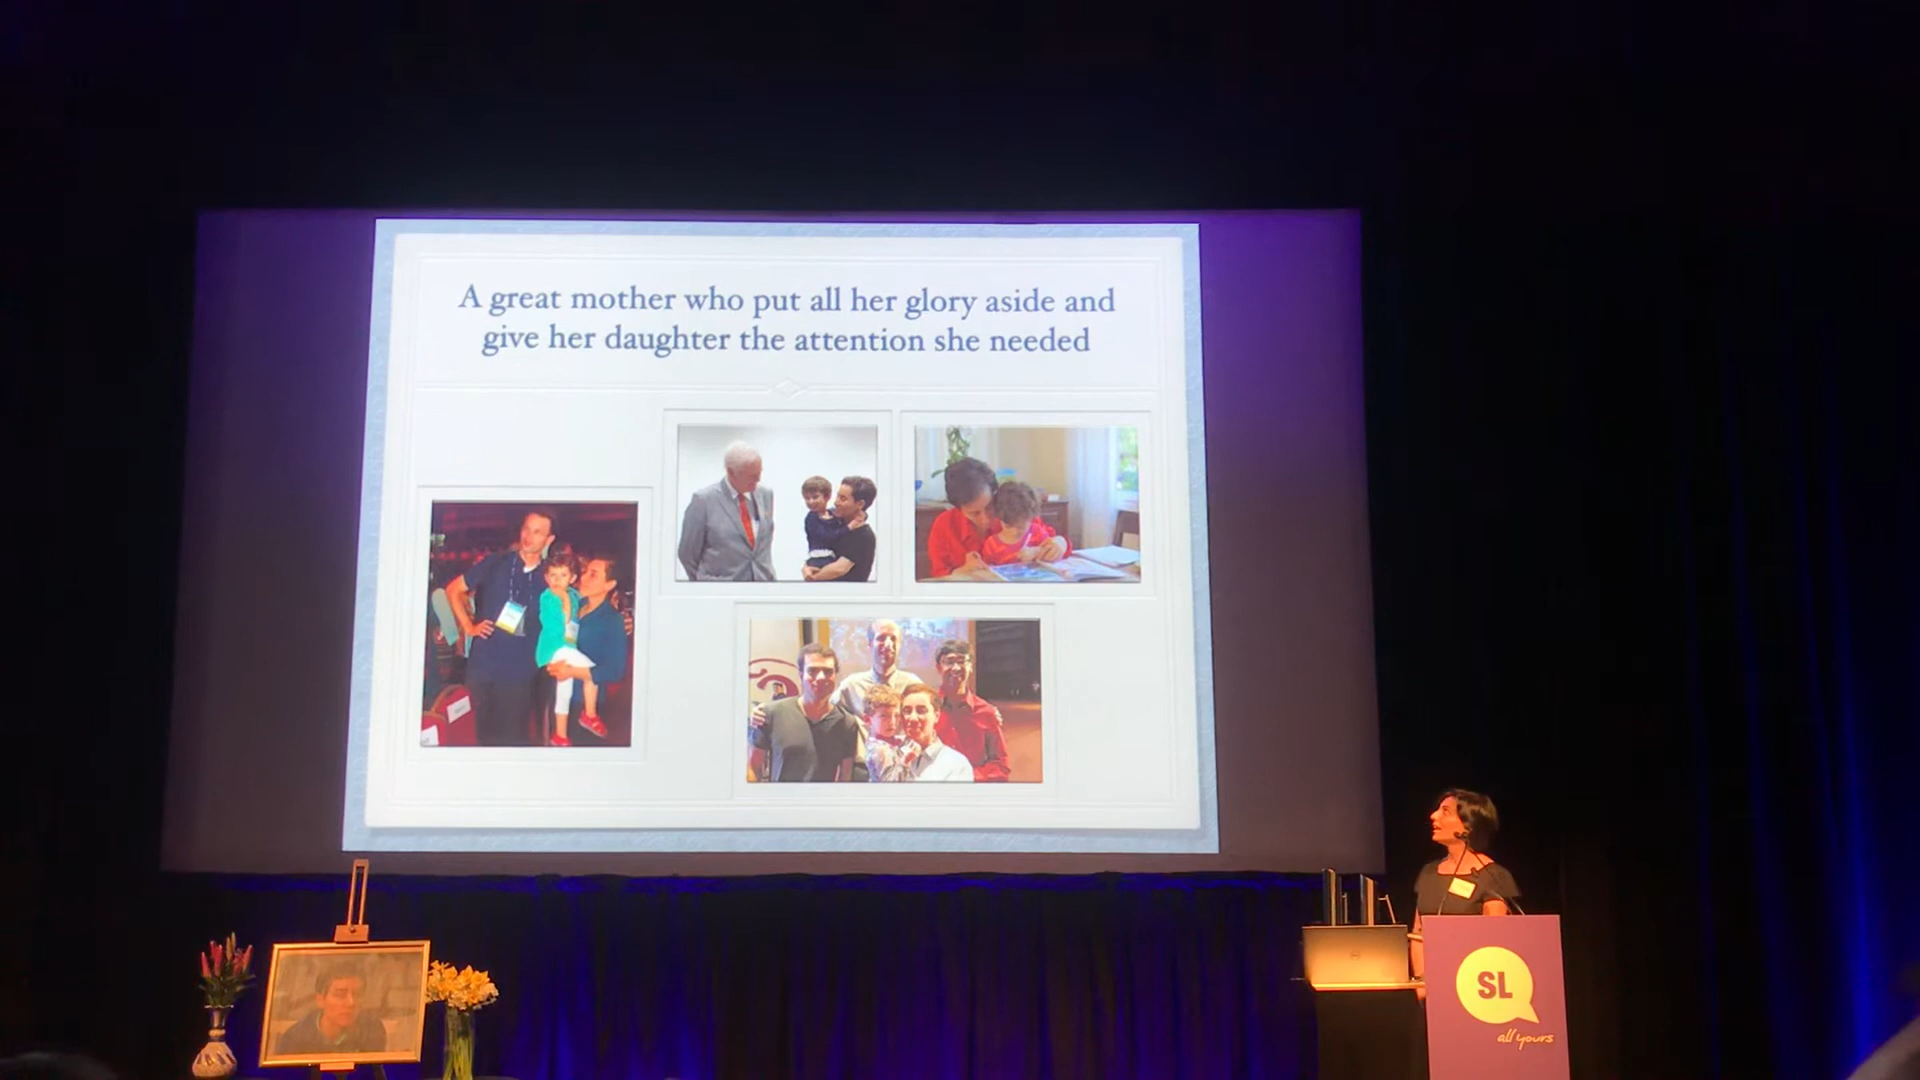 A great mother who put all her glory aside and
give her daughter the attention she needed
SL
all yours